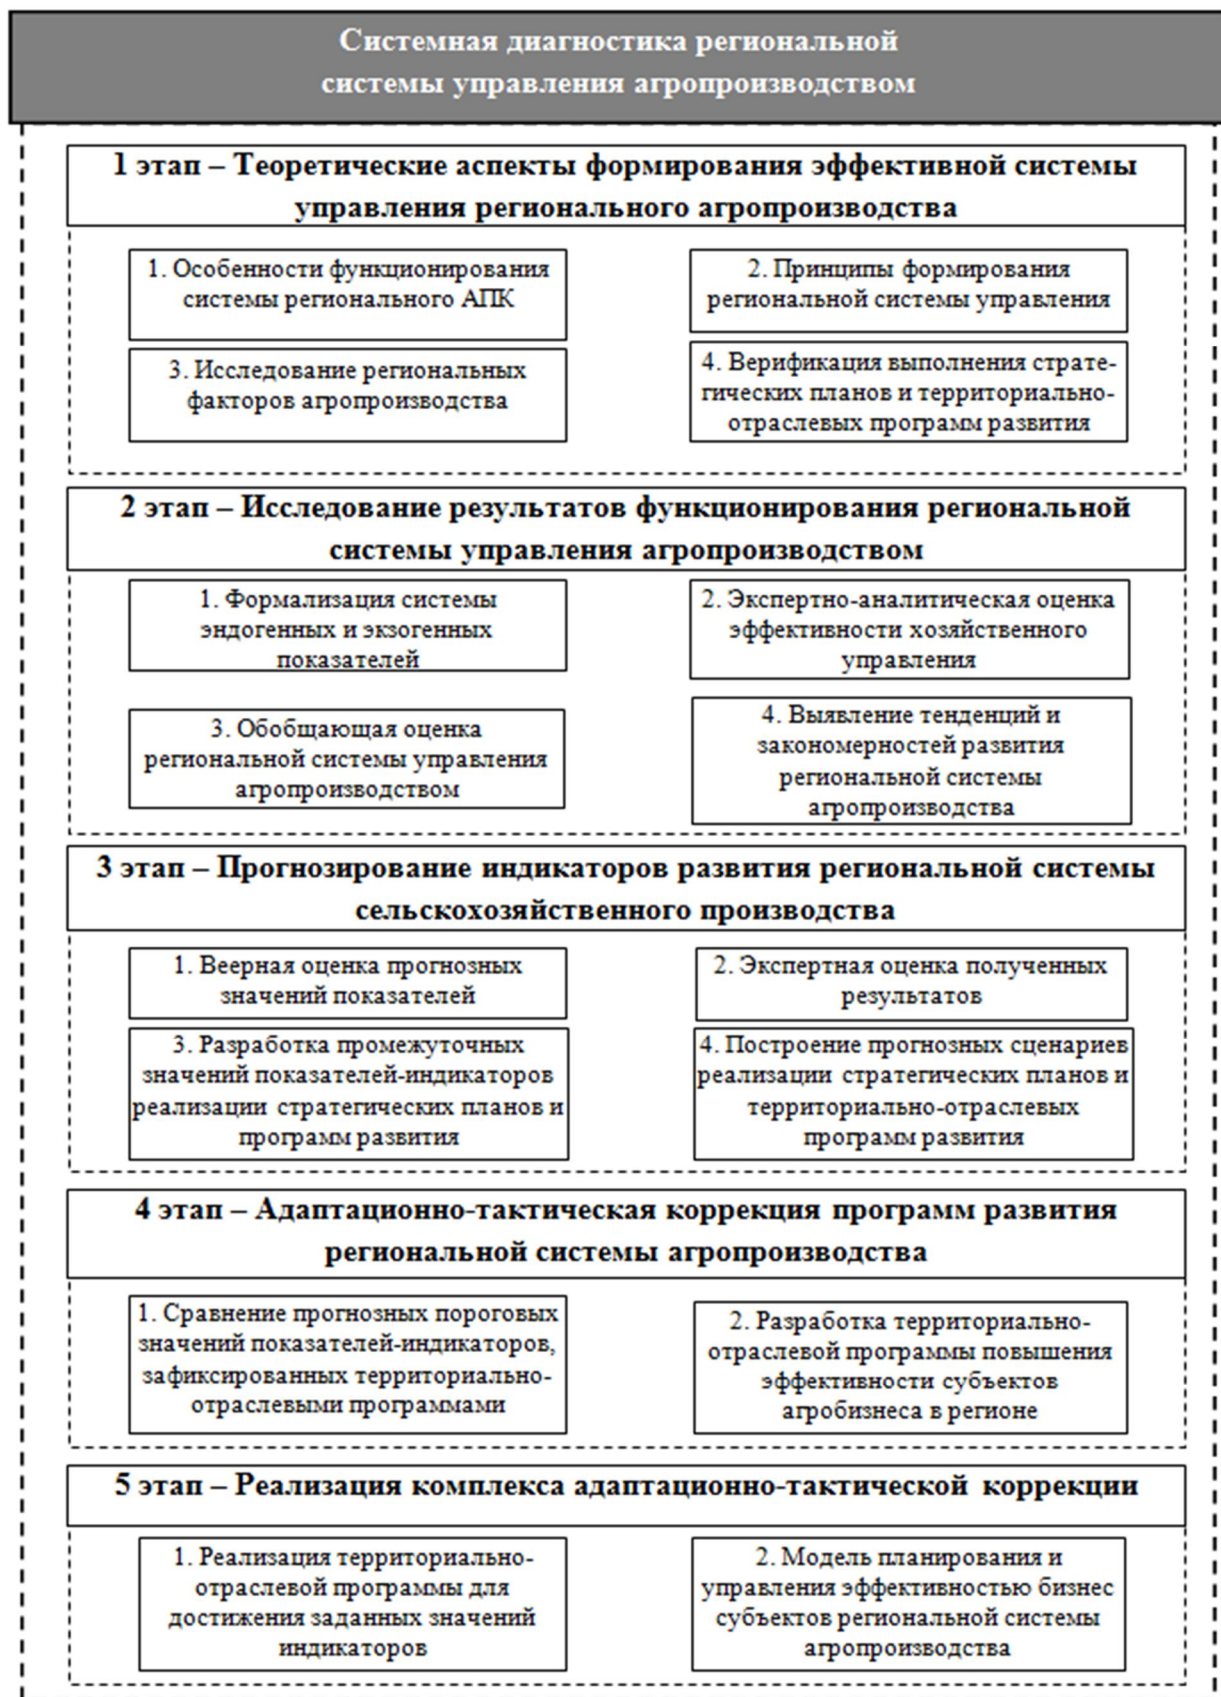 Системная диагностика региональной
системы управления агропроизводством
1 этап – Теоретические аспекты формирования эффективной системы
управления регионального агропроизводства
1. Особенности функционирования
системы регионального АПК
2. Принципы формирования
региональной системы управления
3. Исследование региональных
факторов агропроизводства
4. Верификация выполнения страте-
гических планов и территориально-
отраслевых программ развития
2 этап – Исследование результатов функционирования региональной
системы управления агропроизводством
1. Формализация системы
эндогенных и экзогенных
показателей
2. Экспертно-аналитическая оценка
эффективности хозяйственного
управления
3. Обобщающая оценка
региональной системы управления
агропроизводством
4. Выявление тенденций и
закономерностей развития
региональной системы
агропроизводства
3 этап – Прогнозирование индикаторов развития региональной системы
сельскохозяйственного производства
1. Веерная оценка прогнозных
значений показателей
2. Экспертная оценка полученных
результатов
3. Разработка промежуточных
значений показателей-индикаторов
реализации стратегических планов и
программ развития
4. Построение прогнозных сценариев
реализации стратегических планов и
территориально-отраслевых
программ развития
4 этап – Адаптационно-тактическая коррекция программ развития
региональной системы агропроизводства
1. Сравнение прогнозных пороговых
значений показателей-индикаторов,
зафиксированных территориально-
отраслевыми программами
2. Разработка территориально-
отраслевой программы повышения
эффективности субъектов
агробизнеса в регионе
5 этап – Реализация комплекса адаптационно-тактической коррекции
1. Реализация территориально-
отраслевой программы для
достижения заданных значений
индикаторов
2. Модель планирования и
управления эффективностью бизнес
субъектов региональной системы
агропроизводства